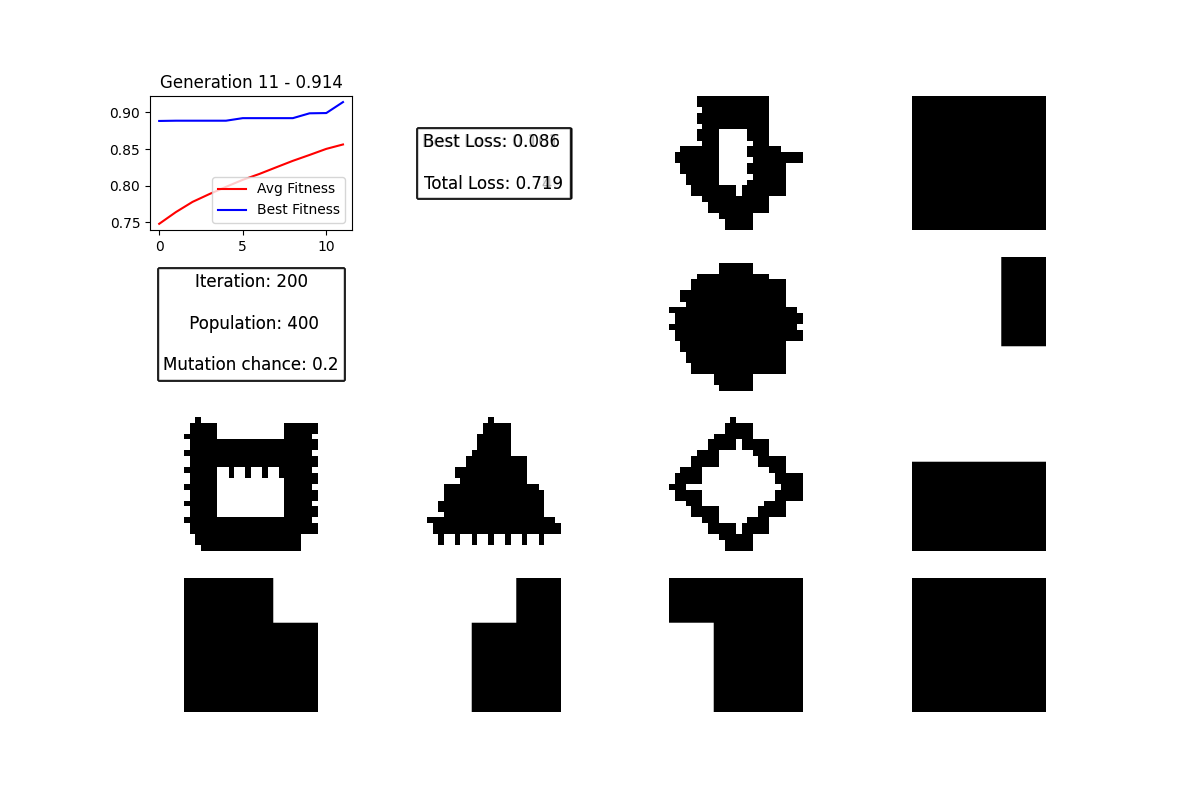 Generation 11 - 0.914
0.90
0.85
0.80
0.75
0
5
10
Avg Fitness
Best Fitness
Best Loss: 0.086
Total Loss: 0.719
Iteration: 200
Population: 400
Mutation chance: 0.2